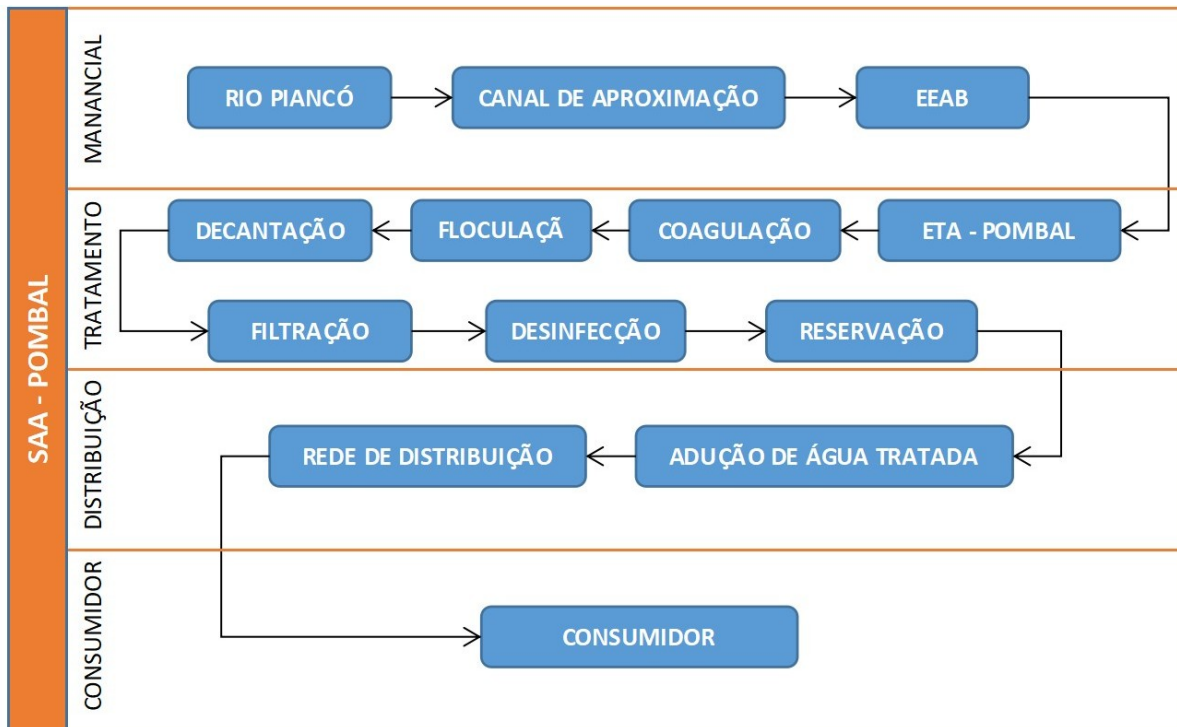 SAA - POMBAL
MANANCIAL
RIO PIANCÓ
CANAL DE APROXIMAÇÃO
EEAB
TRATAMENTO
DECANTAÇÃO
FLOCULAÇÃ
COAGULAÇÃO
ETA - POMBAL
FILTRAÇÃO
DESINFECÇÃO
RESERVAÇÃO
DISTRIBUIÇÃO
REDE DE DISTRIBUIÇÃO
ADUÇÃO DE ÁGUA TRATADA
CONSUMIDOR
CONSUMIDOR